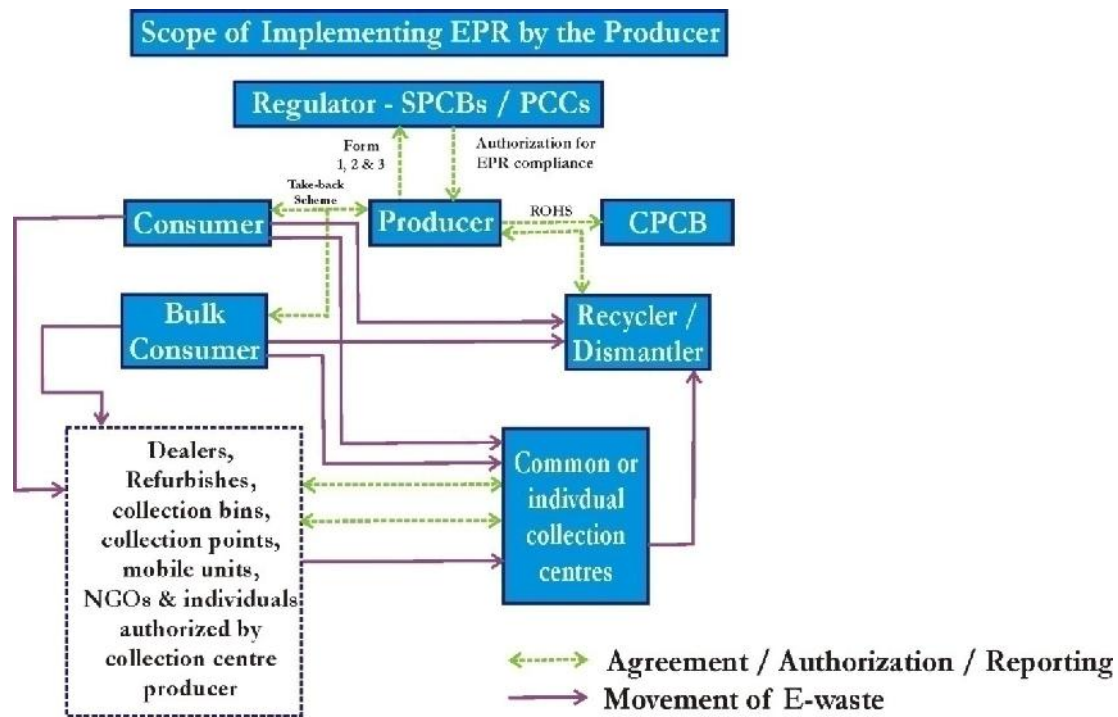 Scope of Implementing EPR by the Producer
Regulator - SPCBs / PCCs
Form
1, 2 & 3
Authorization for
EPR compliance
Take-back
Scheme
Consumer
Producer
ROHS
CPCB
Bulk
Consumer
Recycler /
Dismantler
Dealers,
Refurbishes,
collection bins,
collection points,
mobile units,
NGOs & individuals
authorized by
collection centre
producer
Common or
indivdual
collection
centres
Agreement / Authorization / Reporting
Movement of E-waste